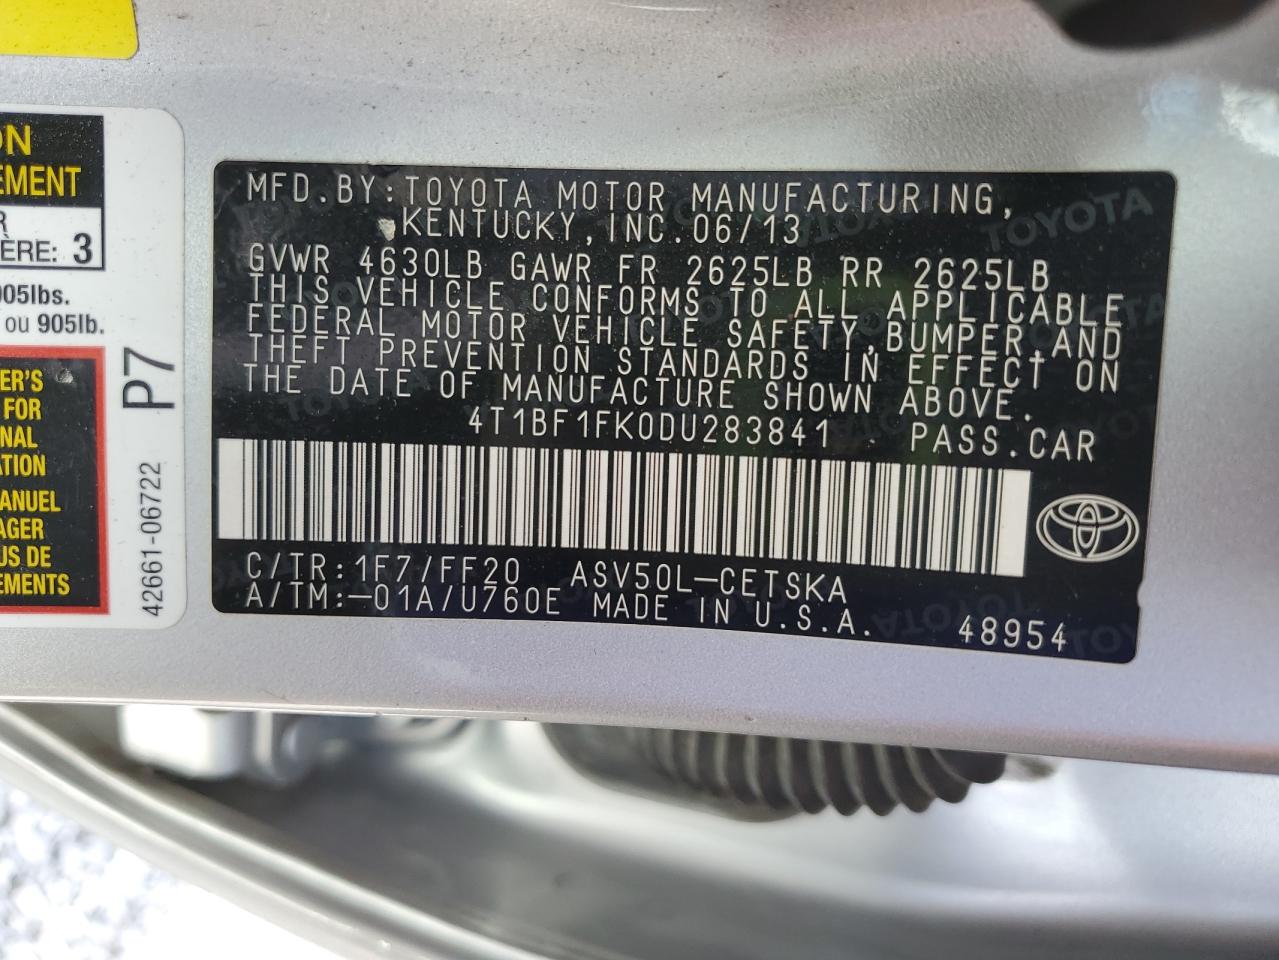 ON
EMENT
R
ÈRE: 3
905lbs.
ou 905lb.
ER'S
FOR
NAL
ATION
ANUEL
AGER
US DE
EMENTS
P7
42661-06722
MFD.BY:TOYOTA MOTOR MANUFACTURING,
KENTUCKY,INC.06/13
GVWR 4630LB GAWR FR 2625LB RR 2625LB
THIS VEHICLE CONFORMS TO ALL APPLICABLE
FEDERAL MOTOR VEHICLE SAFETY,BUMPER,AND
THEFT PREVENTION STANDARDS IN EFFECT ON
THE DATE OF MANUFACTURE SHOWN ABOVE.
4T1BF1FK0DU283841 PASS.CAR
C/TR:1F7/FF20 ASV50L-CETSKA
A/TM:-01A/U760E MADE IN U.S.A. 48954